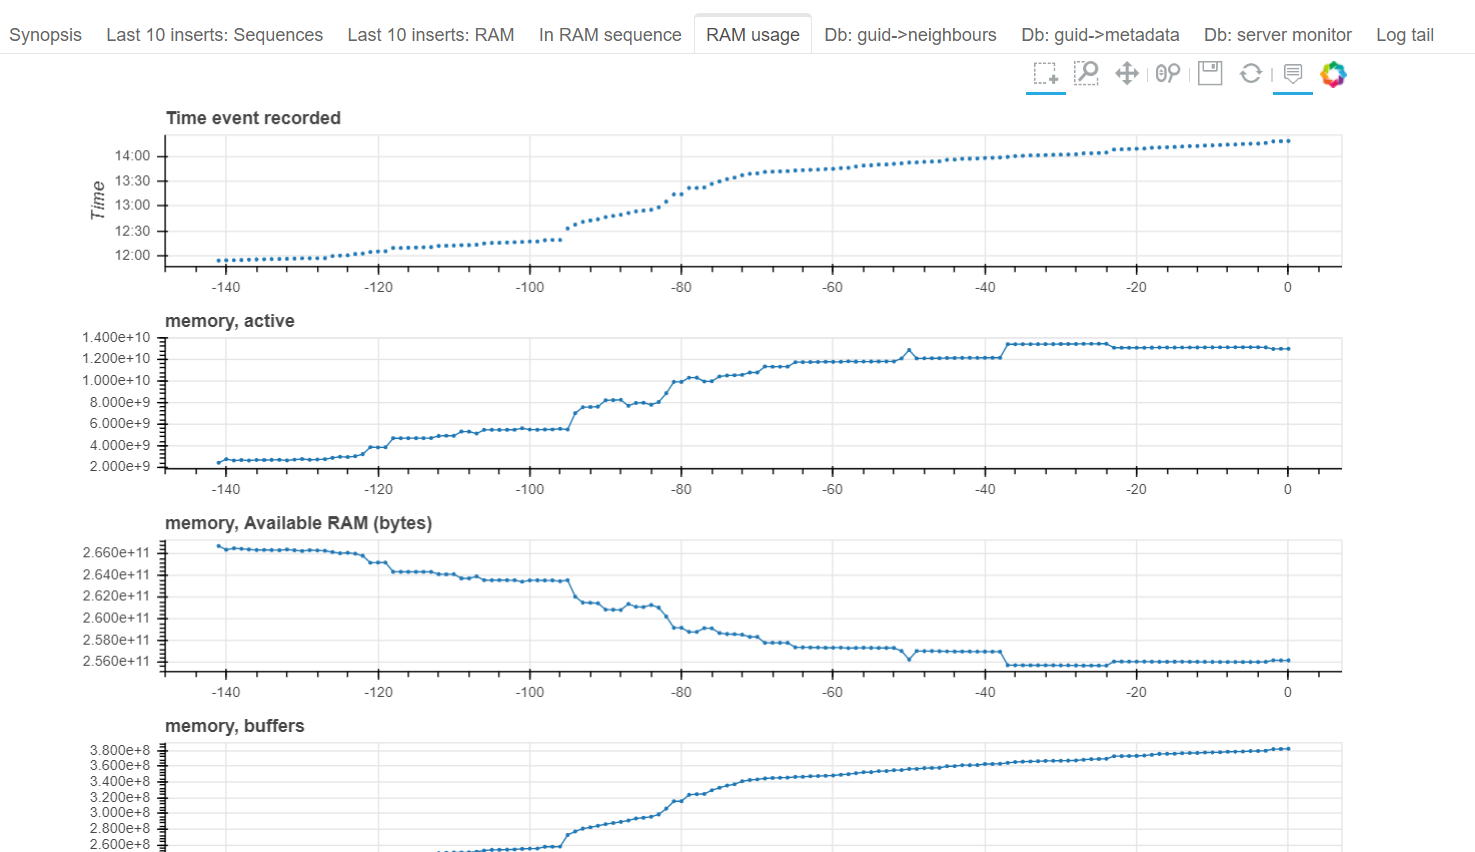 Synopsis Last 10 inserts: Sequences Last 10 inserts: RAM In RAM sequence RAM usage Db: guid->neighbours Db: guid->metadata Db: server monitor Log tail
Time event recorded
Time
14:00
13:30
13:00
12:30
12:00
-140 -120 -100 -80 -60 -40 -20 0
memory, active
1.400e+10
1.200e+10
1.000e+10
8.000e+9
6.000e+9
4.000e+9
2.000e+9
-140 -120 -100 -80 -60 -40 -20 0
memory, Available RAM (bytes)
2.660e+11
2.640e+11
2.620e+11
2.600e+11
2.580e+11
2.560e+11
-140 -120 -100 -80 -60 -40 -20 0
memory, buffers
3.800e+8
3.600e+8
3.400e+8
3.200e+8
3.000e+8
2.800e+8
2.600e+8